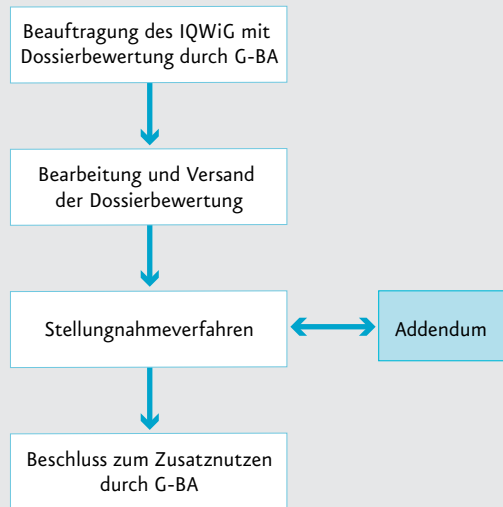 Beauftragung des IQWiG mit
Dossierbewertung durch G-BA
Bearbeitung und Versand
der Dossierbewertung
Stellungnahmeverfahren
Addendum
Beschluss zum Zusatznutzen
durch G-BA